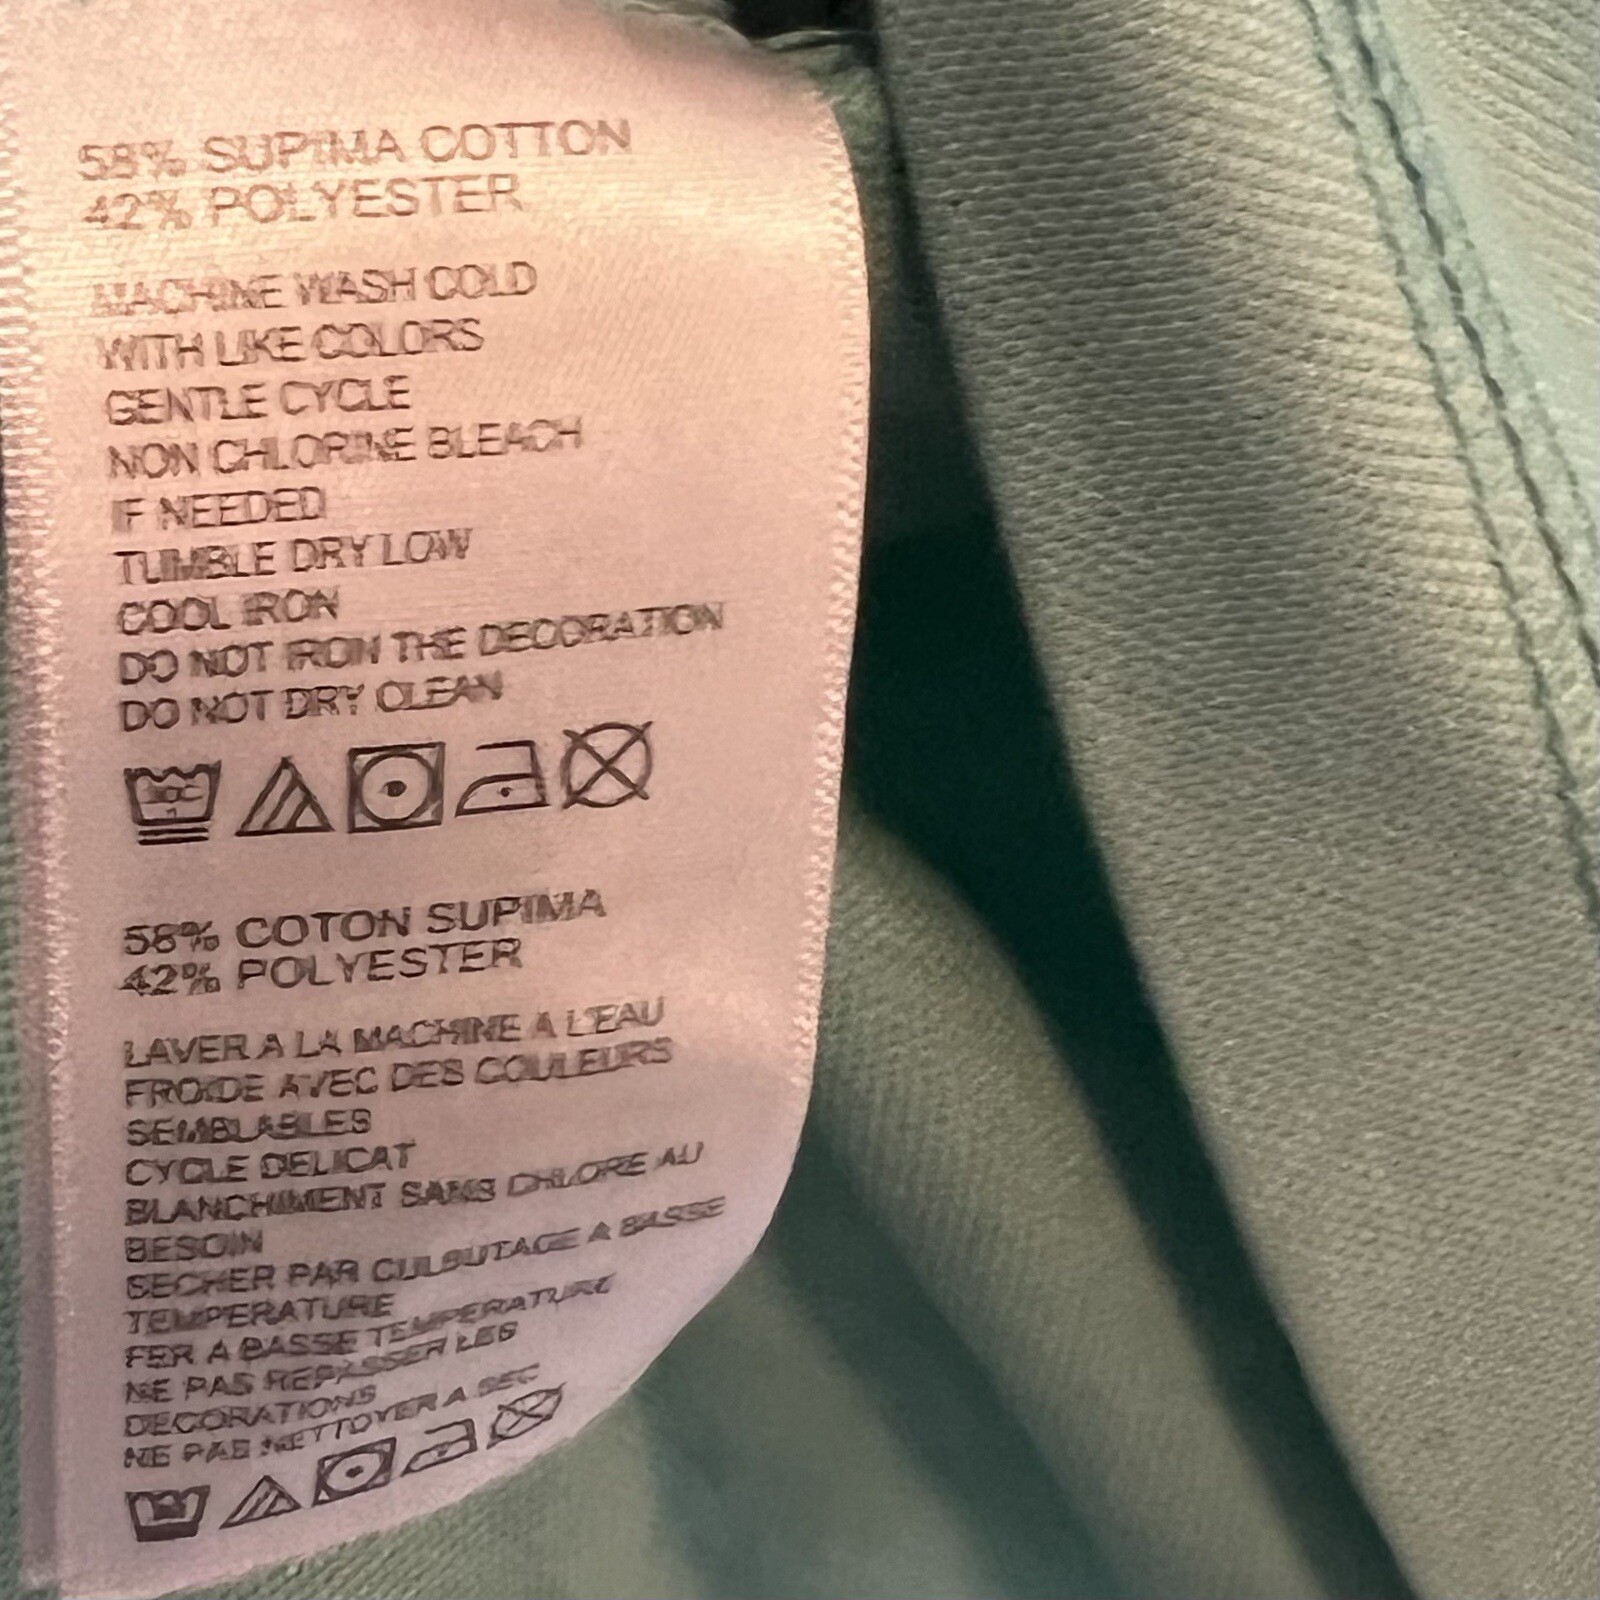 58% SUPIMA COTTON
42% POLYESTER
MACHINE WASH COLD
WITH LIKE COLORS
GENTLE CYCLE
NON CHLORINE BLEACH
IF NEEDED
TUMBLE DRY LOW
COOL IRON
DO NOT IRON THE DECORATION
DO NOT DRY CLEAN
58% COTON SUPIMA
42% POLYESTER
LAVER A LA MACHINE A L'EAU
FROIDE AVEC DES COULEURS
SEMBLABLES
CYCLE DELICAT
BLANCHIMENT SANS CHLORE AU
BESOIN
SECHER PAR CULBUTAGE A BASSE
TEMPERATURE
FER A BASSE TEMPERATURE
NE PAS REPASSER LES
DECORATIONS
NE PAS NETTOYER A SEC